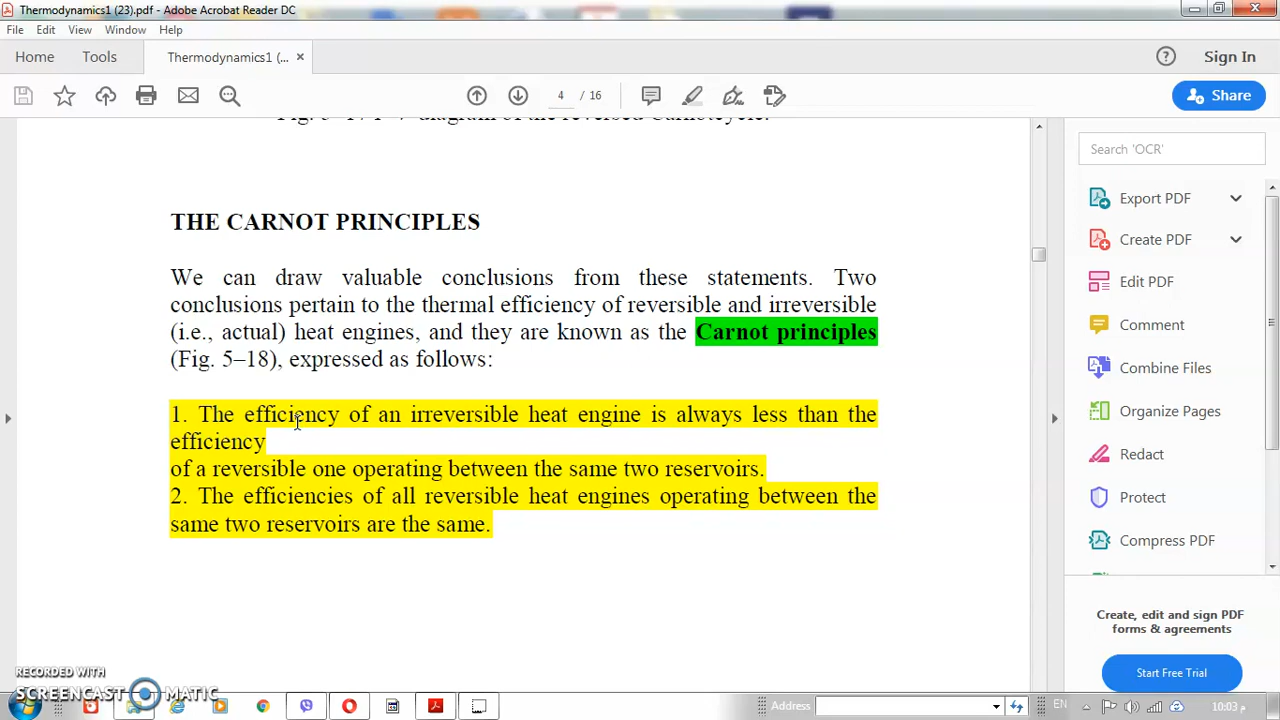 Thermodynamics1 (23).pdf - Adobe Acrobat Reader DC
File Edit View Window Help
Home Tools Thermodynamics1 (... × Sign In
4 / 16
Share
diagram of the reversed Carnotcycle.
THE CARNOT PRINCIPLES
We can draw valuable conclusions from these statements. Two
conclusions pertain to the thermal efficiency of reversible and irreversible
(i.e., actual) heat engines, and they are known as the Carnot principles
(Fig. 5–18), expressed as follows:
1. The efficiency of an irreversible heat engine is always less than the
efficiency
of a reversible one operating between the same two reservoirs.
2. The efficiencies of all reversible heat engines operating between the
same two reservoirs are the same.
Search 'OCR'
Export PDF
Create PDF
Edit PDF
Comment
Combine Files
Organize Pages
Redact
Protect
Compress PDF
Create, edit and sign PDF
forms & agreements
Start Free Trial
RECORDED WITH
SCREENCAST MATIC
Address
EN
10:03 م